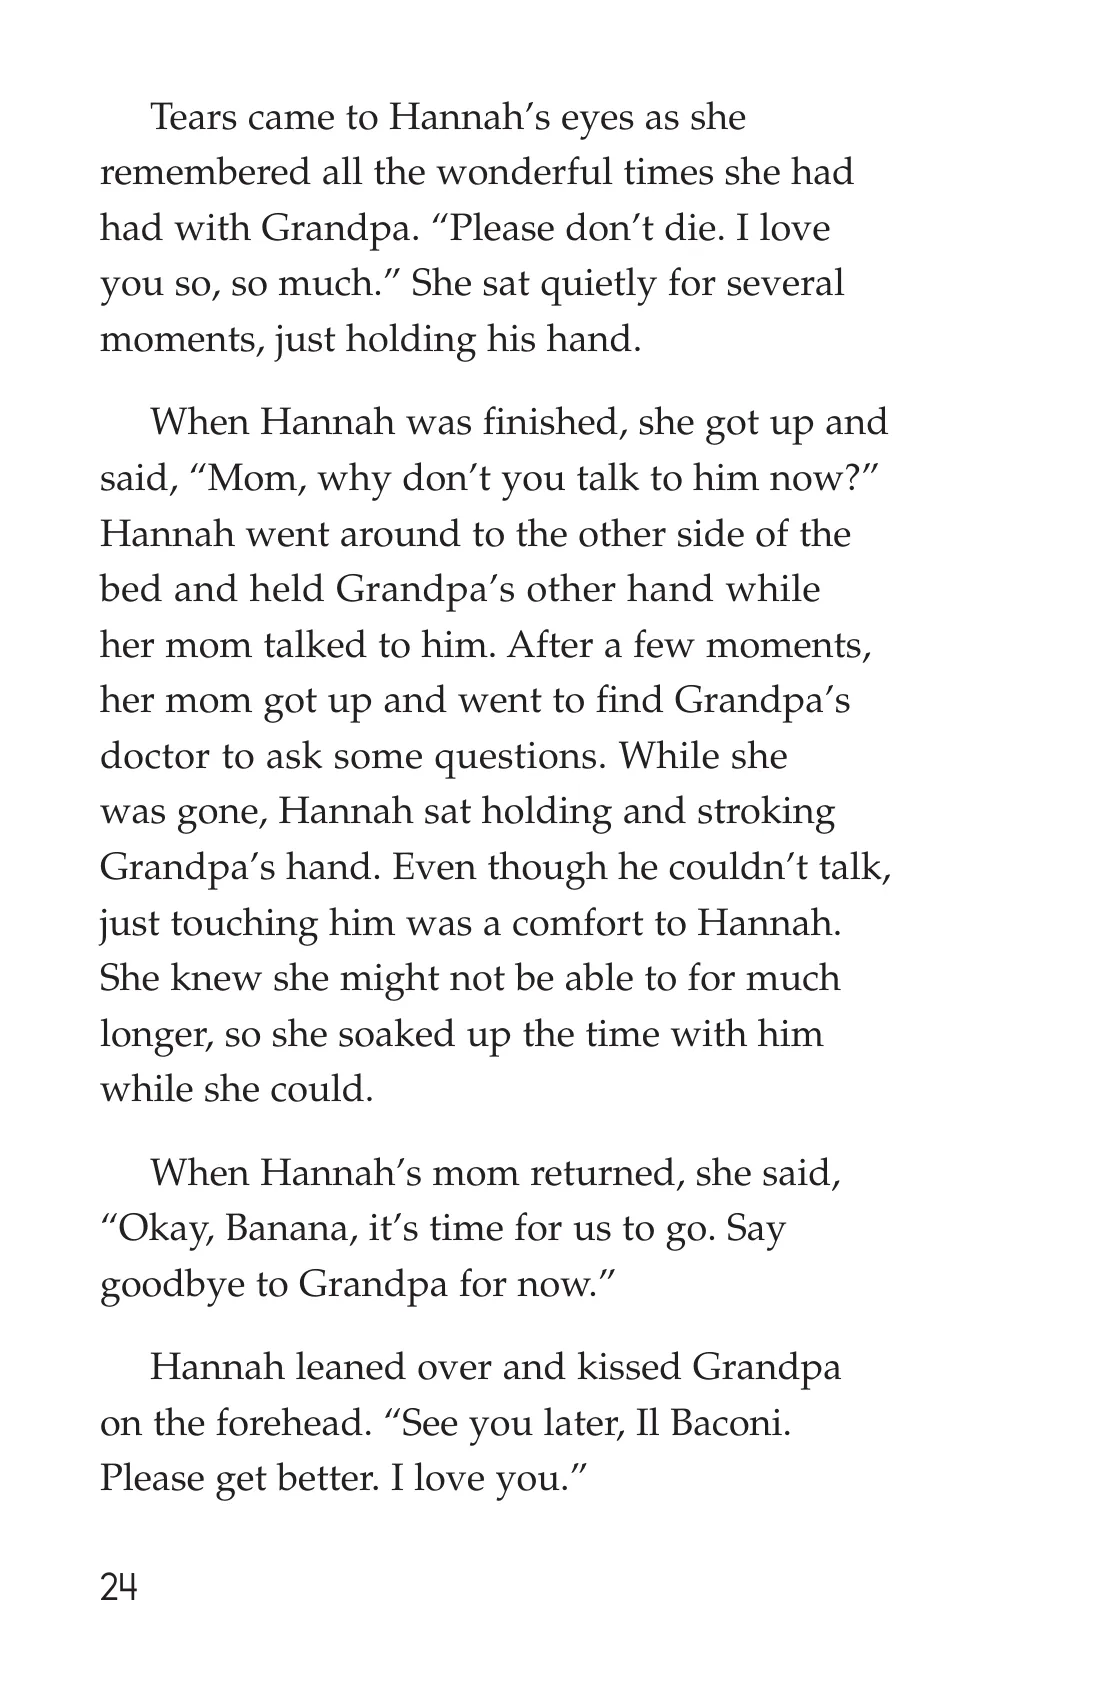 Tears came to Hannah’s eyes as she
remembered all the wonderful times she had
had with Grandpa. “Please don’t die. I love
you so, so much.” She sat quietly for several
moments, just holding his hand.
When Hannah was finished, she got up and
said, “Mom, why don’t you talk to him now?”
Hannah went around to the other side of the
bed and held Grandpa’s other hand while
her mom talked to him. After a few moments,
her mom got up and went to find Grandpa’s
doctor to ask some questions. While she
was gone, Hannah sat holding and stroking
Grandpa’s hand. Even though he couldn’t talk,
just touching him was a comfort to Hannah.
She knew she might not be able to for much
longer, so she soaked up the time with him
while she could.
When Hannah’s mom returned, she said,
“Okay, Banana, it’s time for us to go. Say
goodbye to Grandpa for now.”
Hannah leaned over and kissed Grandpa
on the forehead. “See you later, Il Baconi.
Please get better. I love you.”
24